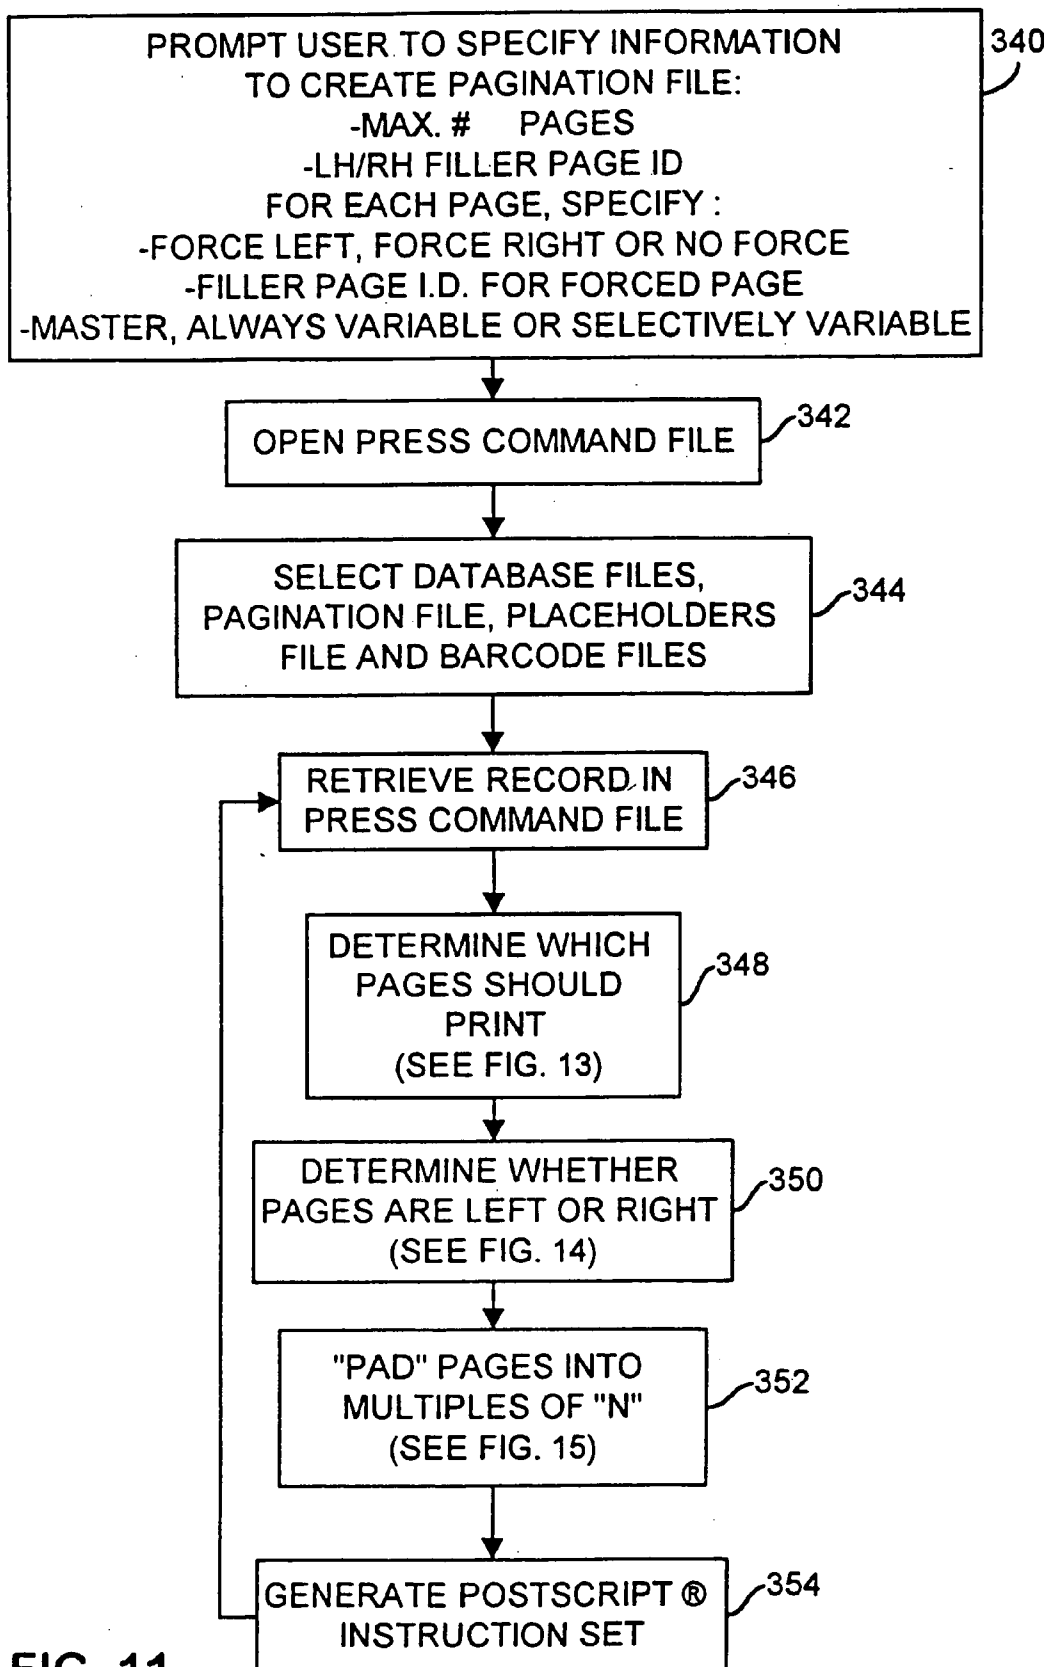 PROMPT USER TO SPECIFY INFORMATION
TO CREATE PAGINATION FILE:
-MAX. # PAGES
-LH/RH FILLER PAGE ID
FOR EACH PAGE, SPECIFY :
-FORCE LEFT, FORCE RIGHT OR NO FORCE
-FILLER PAGE I.D. FOR FORCED PAGE
-MASTER, ALWAYS VARIABLE OR SELECTIVELY VARIABLE
340
OPEN PRESS COMMAND FILE
342
SELECT DATABASE FILES,
PAGINATION FILE, PLACEHOLDERS
FILE AND BARCODE FILES
344
RETRIEVE RECORD IN
PRESS COMMAND FILE
346
DETERMINE WHICH
PAGES SHOULD
PRINT
(SEE FIG. 13)
348
DETERMINE WHETHER
PAGES ARE LEFT OR RIGHT
(SEE FIG. 14)
350
"PAD" PAGES INTO
MULTIPLES OF "N"
(SEE FIG. 15)
352
GENERATE POSTSCRIPT ®
INSTRUCTION SET
354
FIG. 11